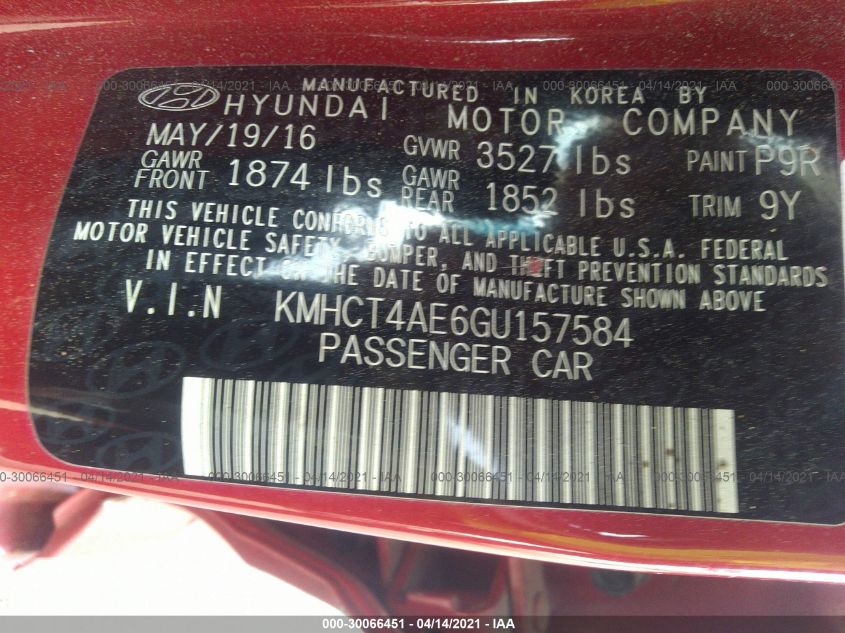 MANUFACTURED IN KOREA BY
HYUNDAI MOTOR COMPANY
MAY/19/16 GVWR 3527 lbs PAINT P9R
GAWR FRONT 1874 lbs GAWR REAR 1852 lbs TRIM 9Y
THIS VEHICLE CONFORMS TO ALL APPLICABLE U.S.A. FEDERAL
MOTOR VEHICLE SAFETY, BUMPER, AND THEFT PREVENTION STANDARDS
IN EFFECT ON THE DATE OF MANUFACTURE SHOWN ABOVE
V.I.N KMHCT4AE6GU157584
PASSENGER CAR
000-30066451 - 04/14/2021 - IAA